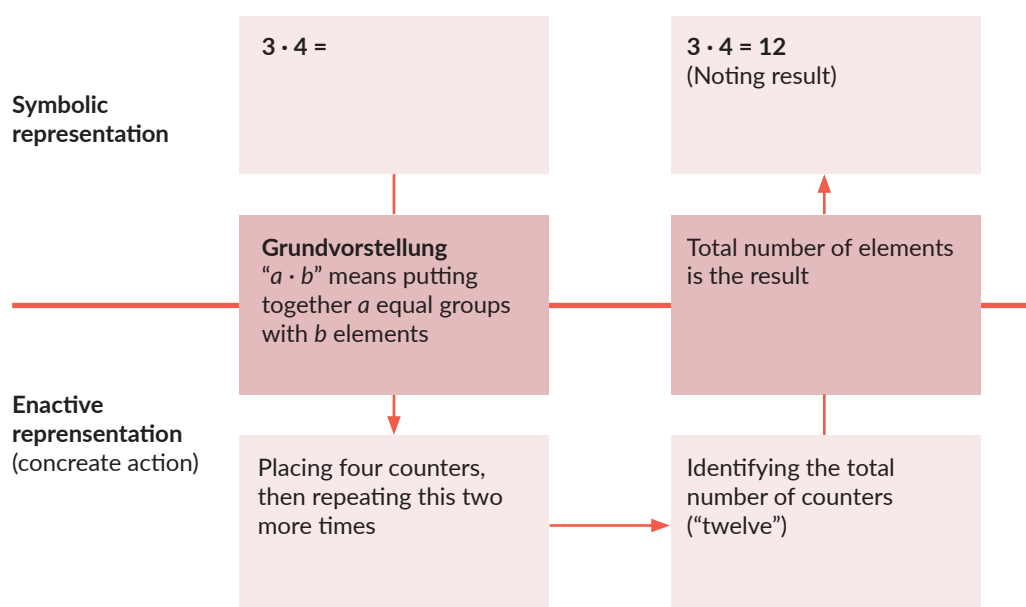 Symbolic
representation
3 · 4 =
3 · 4 = 12
(Noting result)
Grundvorstellung
“a · b” means putting
together a equal groups
with b elements
Total number of elements
is the result
Enactive
reprensentation
(concreate action)
Placing four counters,
then repeating this two
more times
Identifying the total
number of counters
(“twelve”)